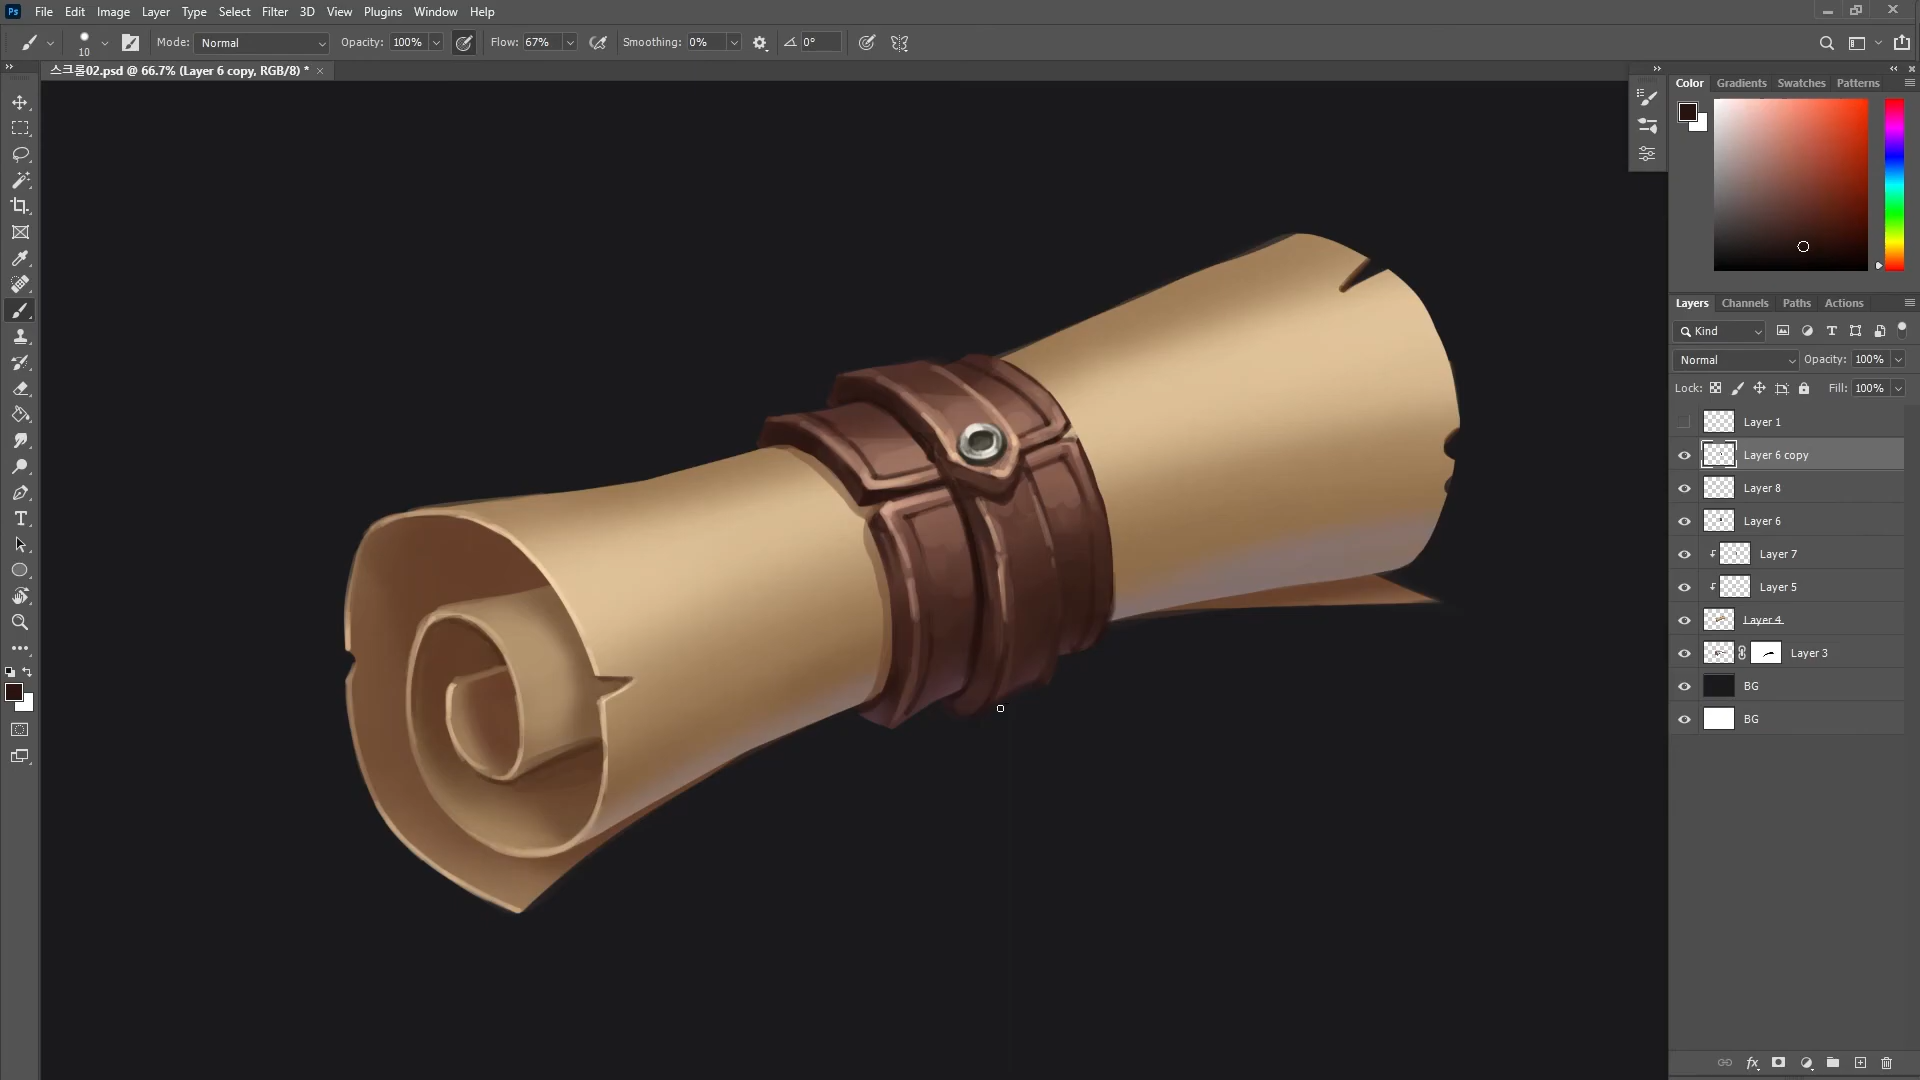 Ps File Edit Image Layer Type Select Filter 3D View Plugins Window Help
10 Mode: Normal Opacity: 100% Flow: 67% Smoothing: 0% 0°
스크롤02.psd @ 66.7% (Layer 6 copy, RGB/8) * ×
Color Gradients Swatches Patterns
Layers Channels Paths Actions
Kind
Normal Opacity: 100%
Lock: Fill: 100%
Layer 1
Layer 6 copy
Layer 8
Layer 6
Layer 7
Layer 5
Layer 4
Layer 3
BG
BG
fx